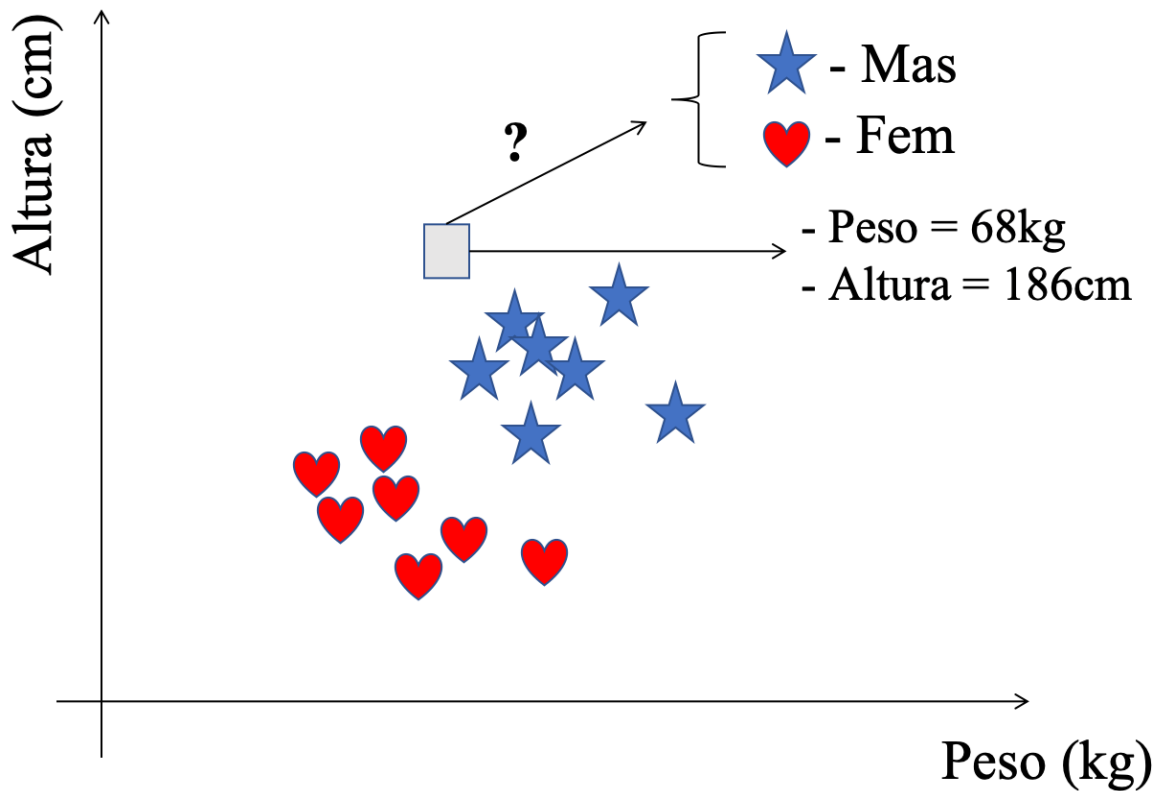 Altura (cm)
?
- Mas
- Fem
- Peso = 68kg
- Altura = 186cm
Peso (kg)